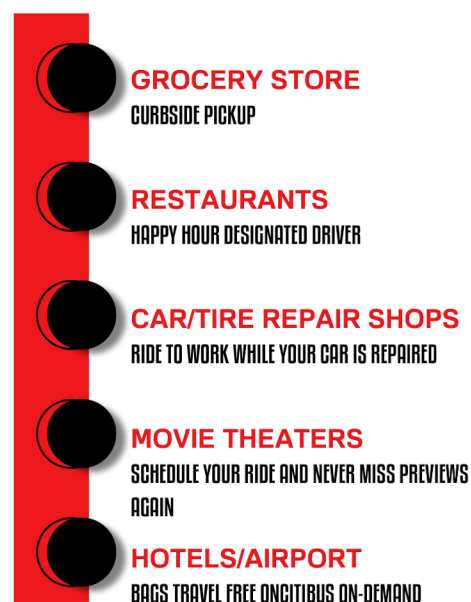 GROCERY STORE
CURBSIDE PICKUP
RESTAURANTS
HAPPY HOUR DESIGNATED DRIVER
CAR/TIRE REPAIR SHOPS
RIDE TO WORK WHILE YOUR CAR IS REPAIRED
MOVIE THEATERS
SCHEDULE YOUR RIDE AND NEVER MISS PREVIEWS
AGAIN
HOTELS/AIRPORT
BAGS TRAVEL FREE ONCITIBUS ON-DEMAND